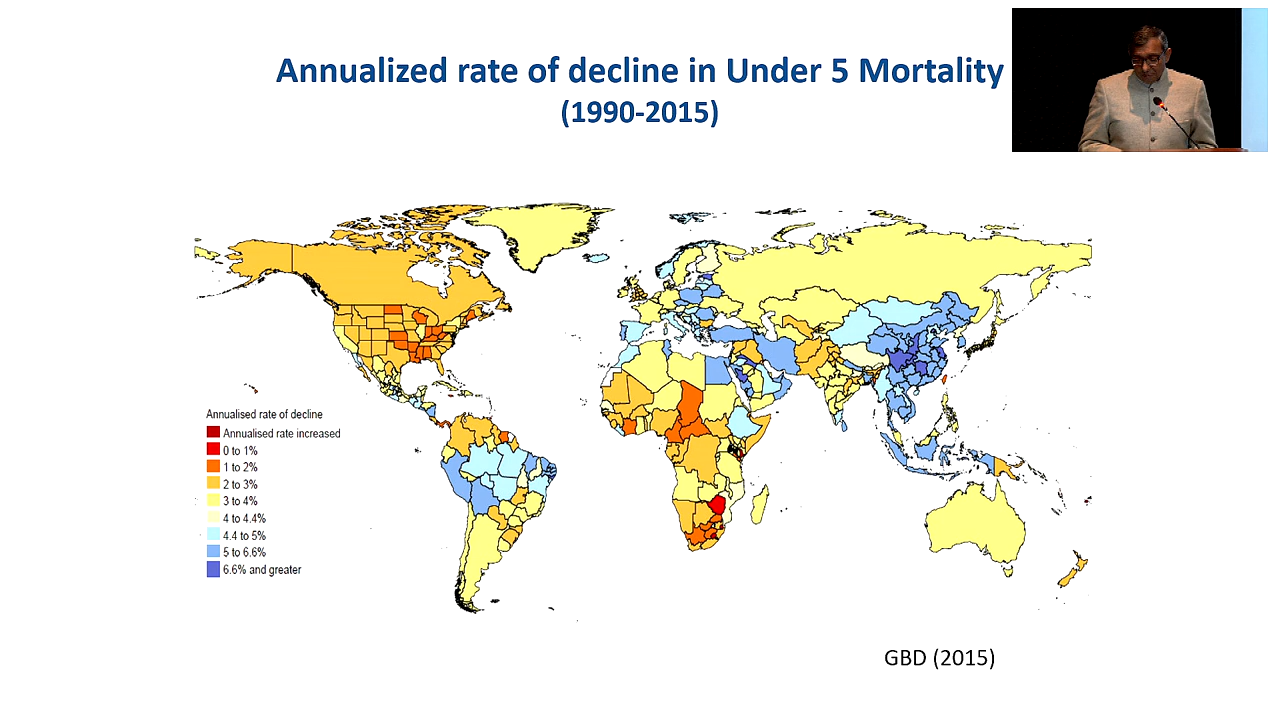 Annualized rate of decline in Under 5 Mortality
(1990-2015)
Annualised rate of decline
Annualised rate increased
0 to 1%
1 to 2%
2 to 3%
3 to 4%
4 to 4.4%
4.4 to 5%
5 to 6.6%
6.6% and greater
GBD (2015)